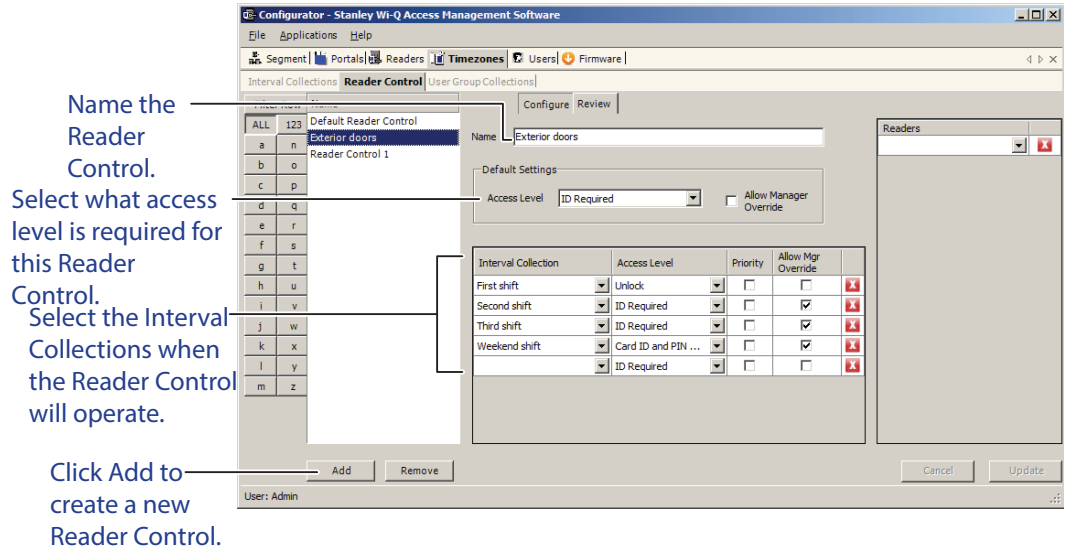 Configurator - Stanley Wi-Q Access Management Software
File Applications Help
Segment Portals Readers Timezones Users Firmware
Interval Collections Reader Control User Group Collections
Name the
Reader
Control.
Select what access
level is required for
this Reader
Control.
Select the Interval
Collections when
the Reader Control
will operate.
Click Add to
create a new
Reader Control.
ALL 123
a n
b o
c p
d q
e r
f s
g t
h u
i v
j w
k x
l y
m z
Name
Default Reader Control
Exterior doors
Reader Control 1
Configure Review
Name Exterior doors
Default Settings
Access Level ID Required Allow Manager
Override
Interval Collection Access Level Priority Allow Mgr
Override
First shift Unlock X
Second shift ID Required X
Third shift ID Required X
Weekend shift Card ID and PIN ... X
ID Required X
Readers
X
Add Remove Cancel Update
User: Admin